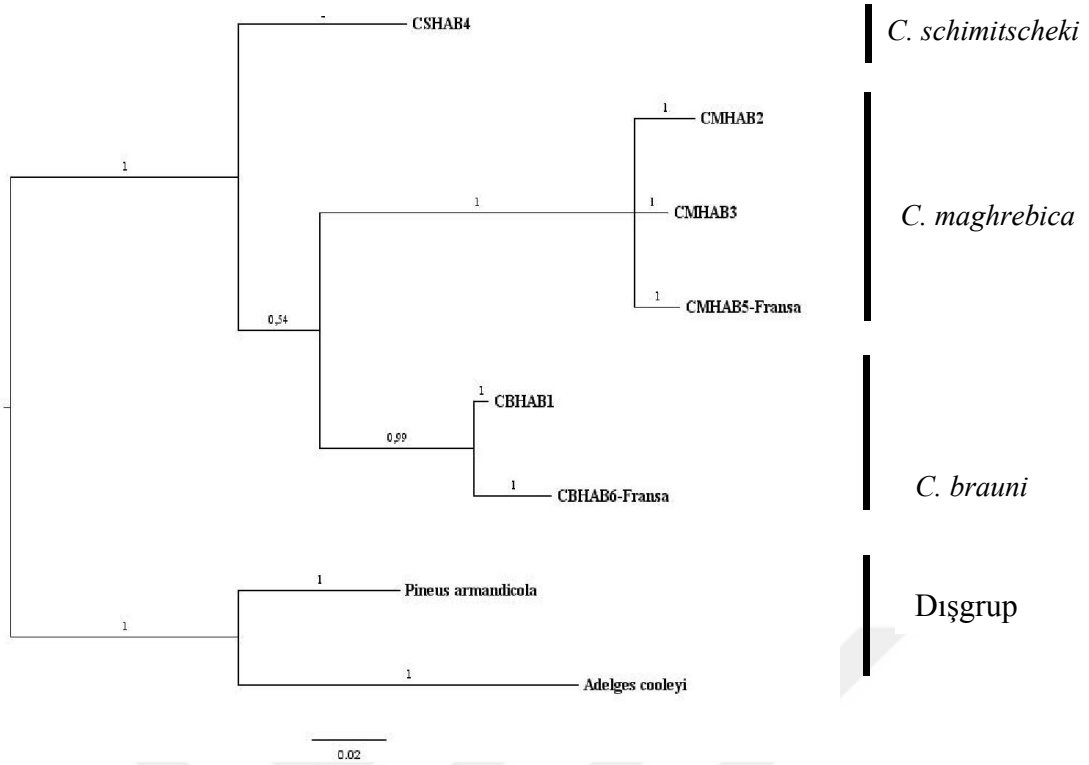 -
CSHAB4
C. schimitscheki
1
CMHAB2
1
1
1
CMHAB3
C. maghrebica
1
CMHAB5-Fransa
0,54
1
CBHAB1
0,99
1
CBHAB6-Fransa
C. brauni
1
Pineus armandicola
Dışgrup
1
1
Adelges cooleyi
0.02